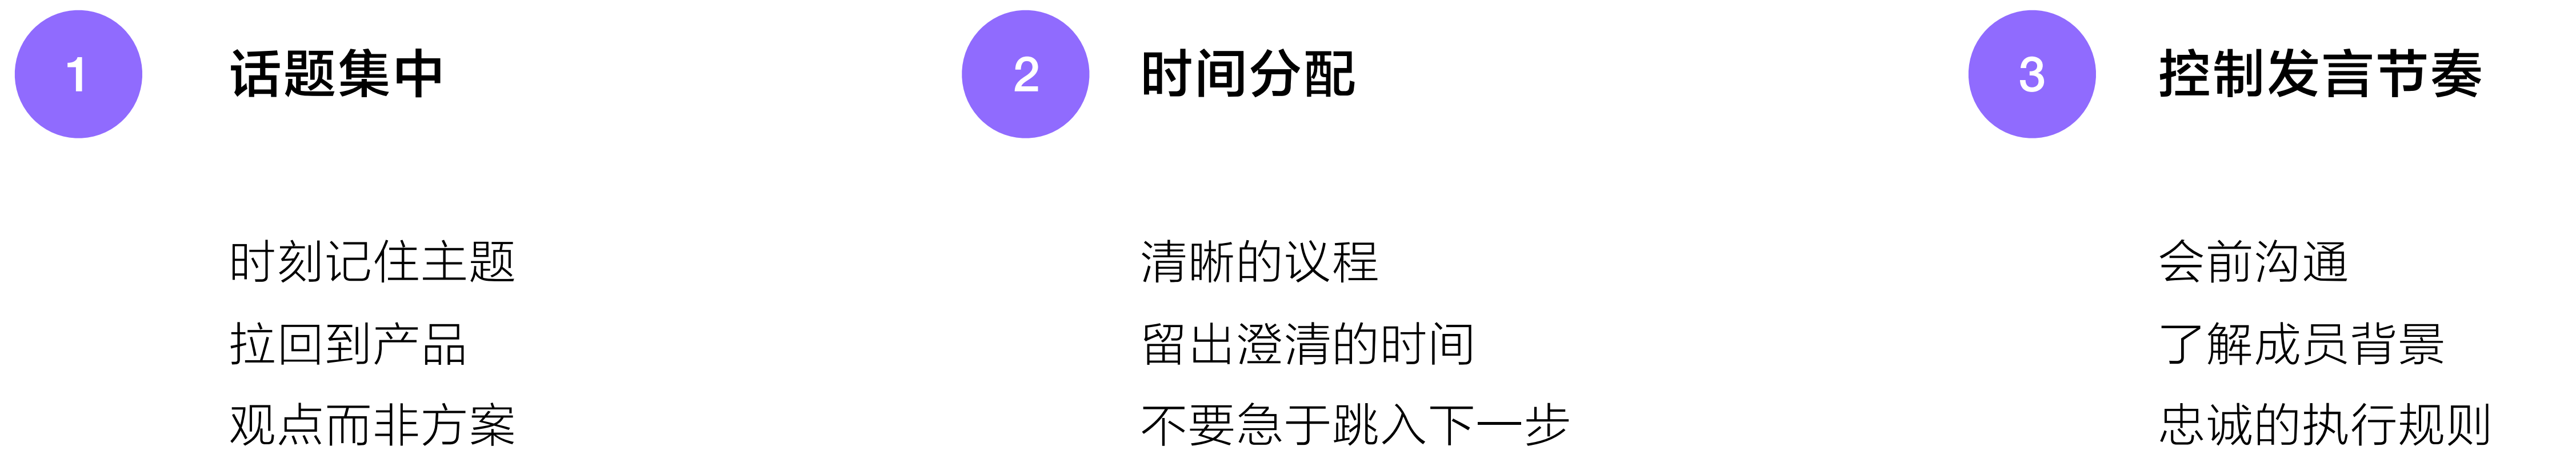 1
话题集中
时刻记住主题
拉回到产品
观点而非方案
2
时间分配
清晰的议程
留出澄清的时间
不要急于跳入下一步
3
控制发言节奏
会前沟通
了解成员背景
忠诚的执行规则